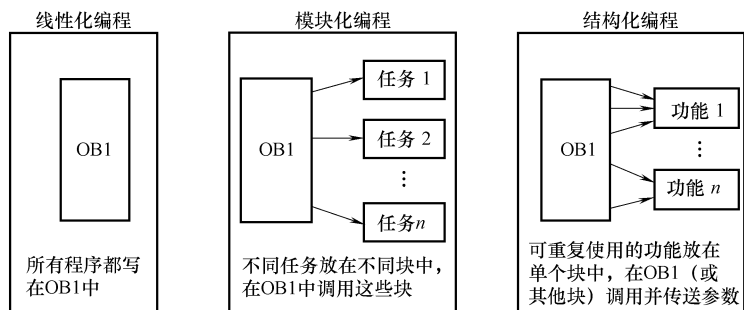 线性化编程
OB1
所有程序都写
在OB1中
模块化编程
OB1
任务 1
任务 2
⋮
任务n
不同任务放在不同块中，
在OB1中调用这些块
结构化编程
OB1
功能 1
⋮
功能 n
可重复使用的功能放在
单个块中，在OB1（或
其他块）调用并传送参数